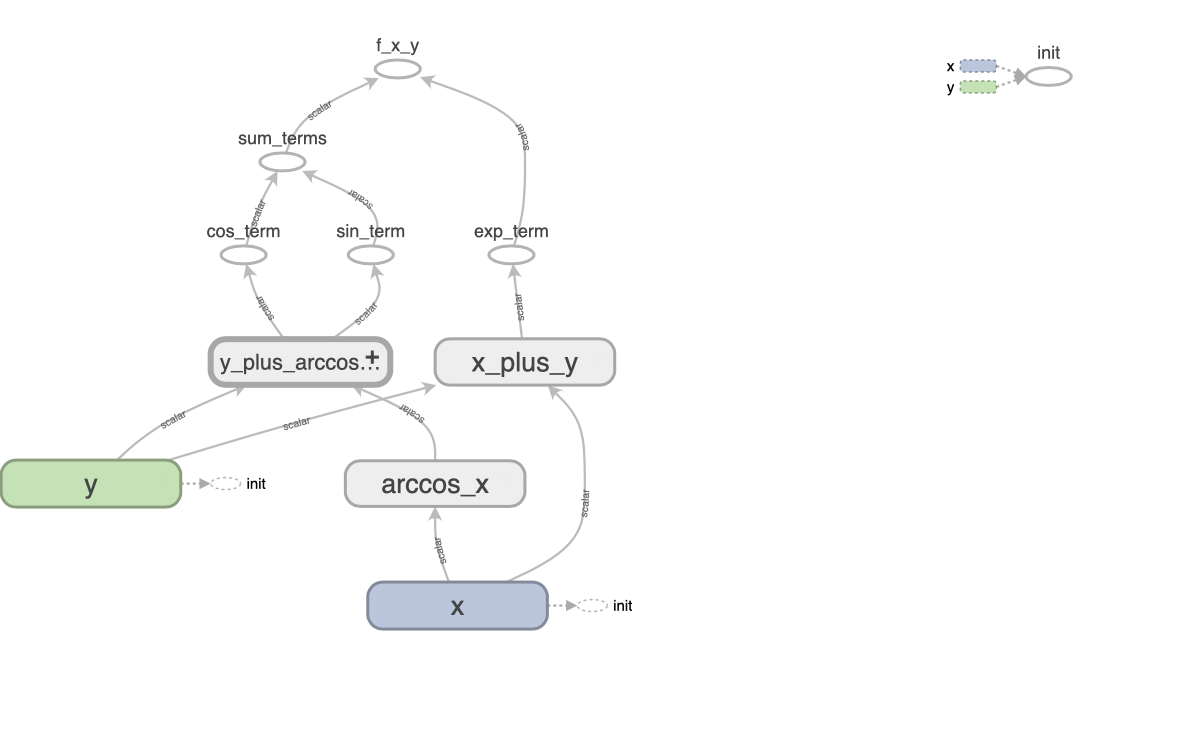 f_x_y
init
x
y
scalar
scalar
sum_terms
scalar
scalar
cos_term
sin_term
exp_term
scalar
scalar
scalar
y_plus_arccos...
+
x_plus_y
scalar
scalar
scalar
y
init
arccos_x
scalar
scalar
x
init